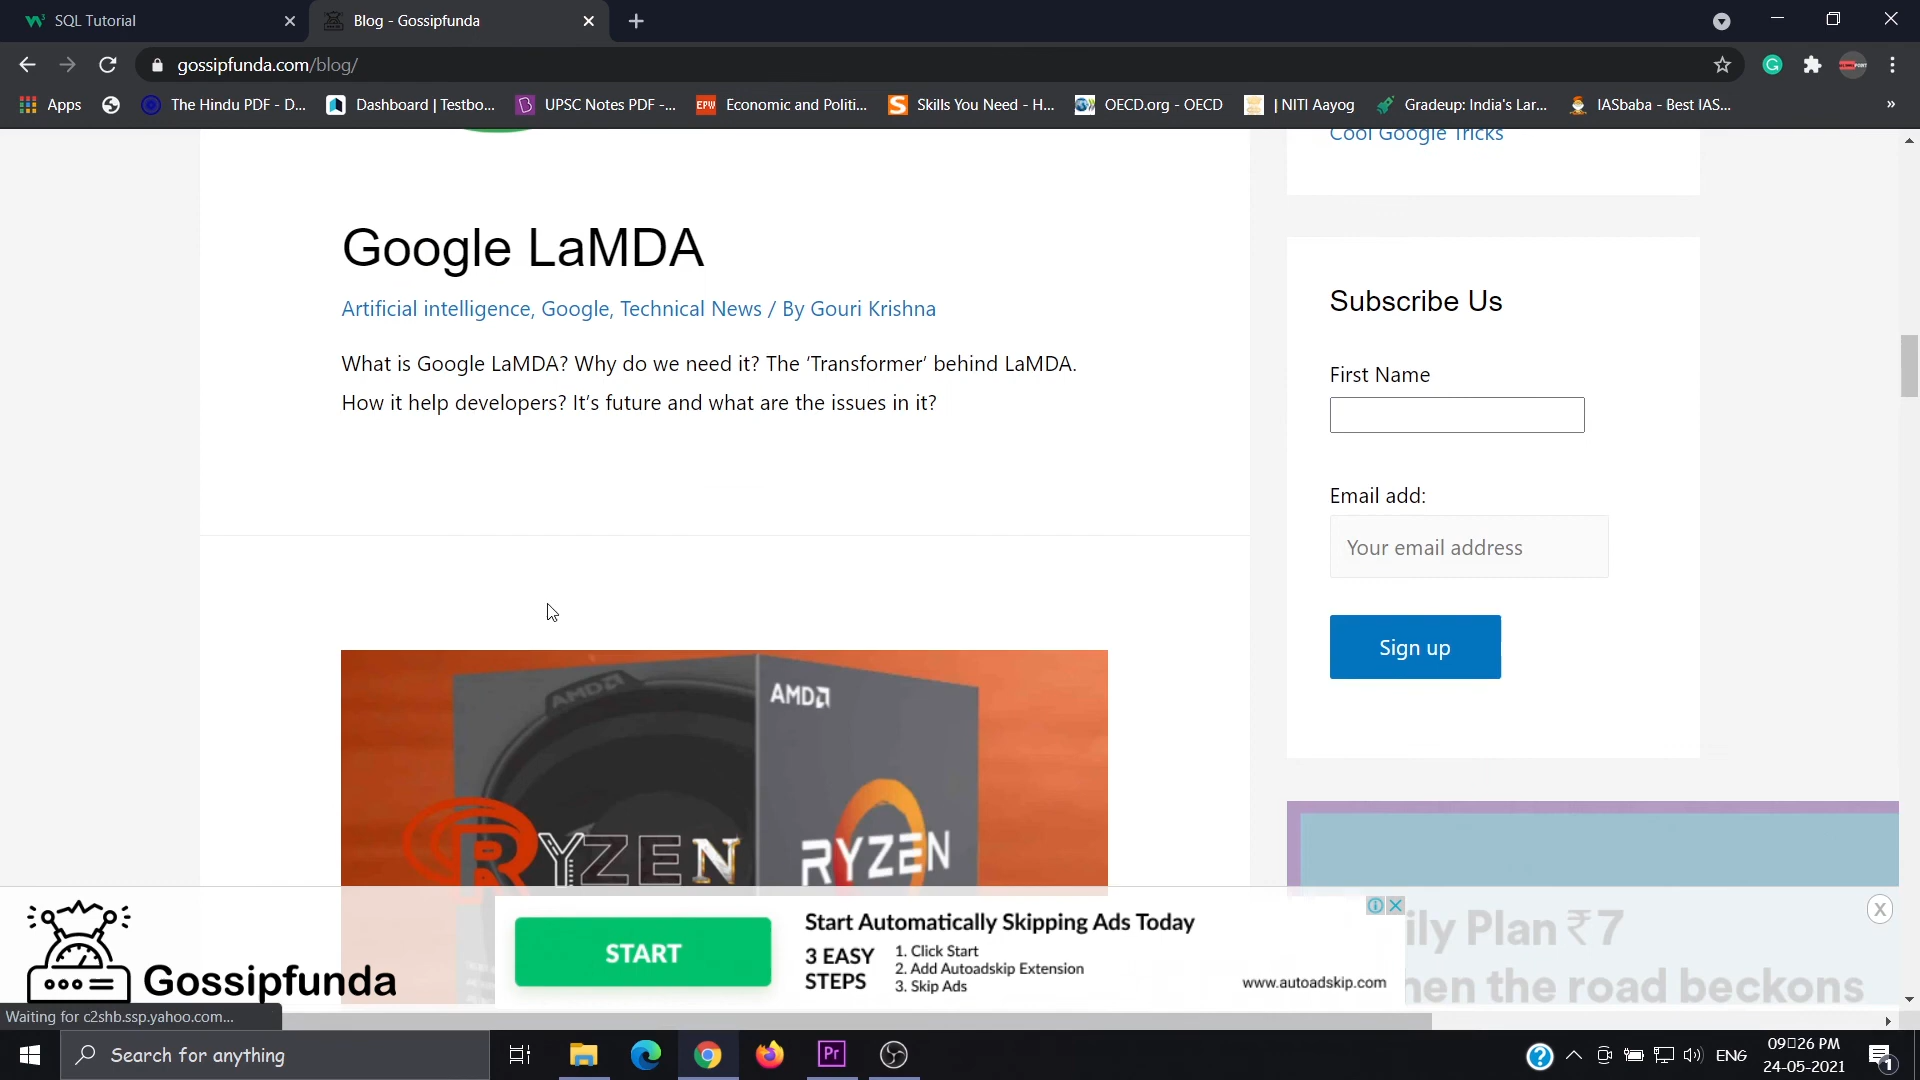 SQL Tutorial
Blog - Gossipfunda
gossipfunda.com/blog/
Apps
The Hindu PDF - D...
Dashboard | Testbo...
UPSC Notes PDF -...
EPW
Economic and Politi...
Skills You Need - H...
OECD.org - OECD
| NITI Aayog
Gradeup: India's Lar...
IASbaba - Best IAS...
»
Cool Google Tricks
Google LaMDA
Artificial intelligence, Google, Technical News / By Gouri Krishna
What is Google LaMDA? Why do we need it? The ‘Transformer’ behind LaMDA.
How it help developers? It’s future and what are the issues in it?
Subscribe Us
First Name
Email add:
Your email address
Sign up
AMD
AMD
RYZEN
RYZEN
Gossipfunda
START
Start Automatically Skipping Ads Today
3 EASY
STEPS
1. Click Start
2. Add Autoadskip Extension
3. Skip Ads
www.autoadskip.com
ily Plan ₹7
hen the road beckons
X
Waiting for c2shb.ssp.yahoo.com...
Search for anything
Pr
ENG
09:26 PM
24-05-2021
1